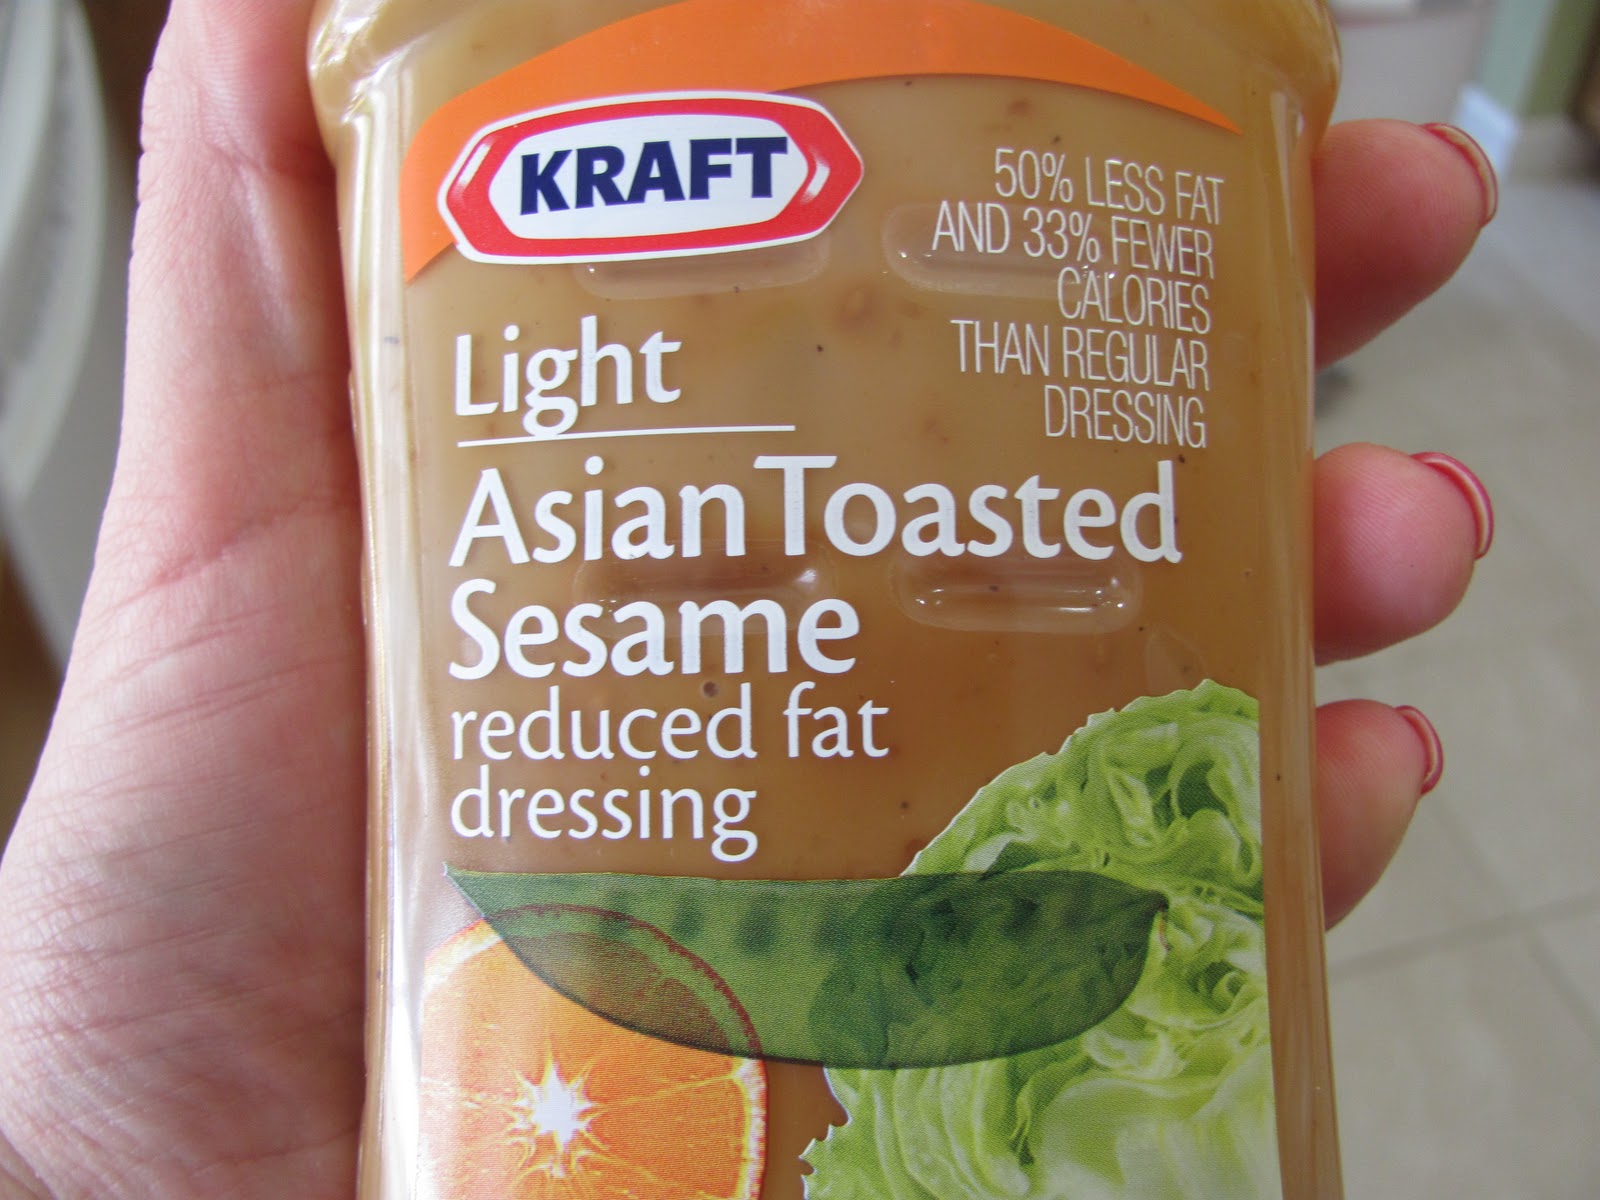 KRAFT
50% LESS FAT
AND 33% FEWER
CALORIES
THAN REGULAR
DRESSING
Light
Asian Toasted
Sesame
reduced fat
dressing